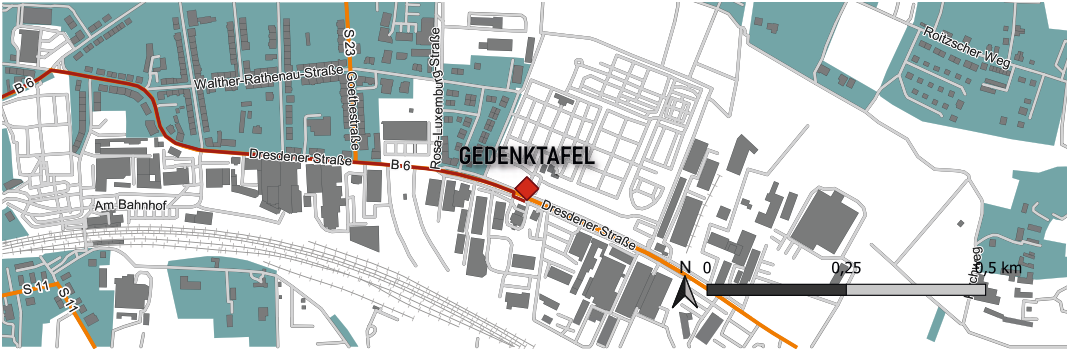 S 23
Goethestraße
Rosa-Luxemburg-Straße
Roitzscher-Weg
B 6
Walther-Rathenau-Straße
Dresdener Straße
B 6
GEDENKTAFEL
Am Bahnhof
Dresdener Straße
S 11
S 11
N
0
0,25
0,5 km